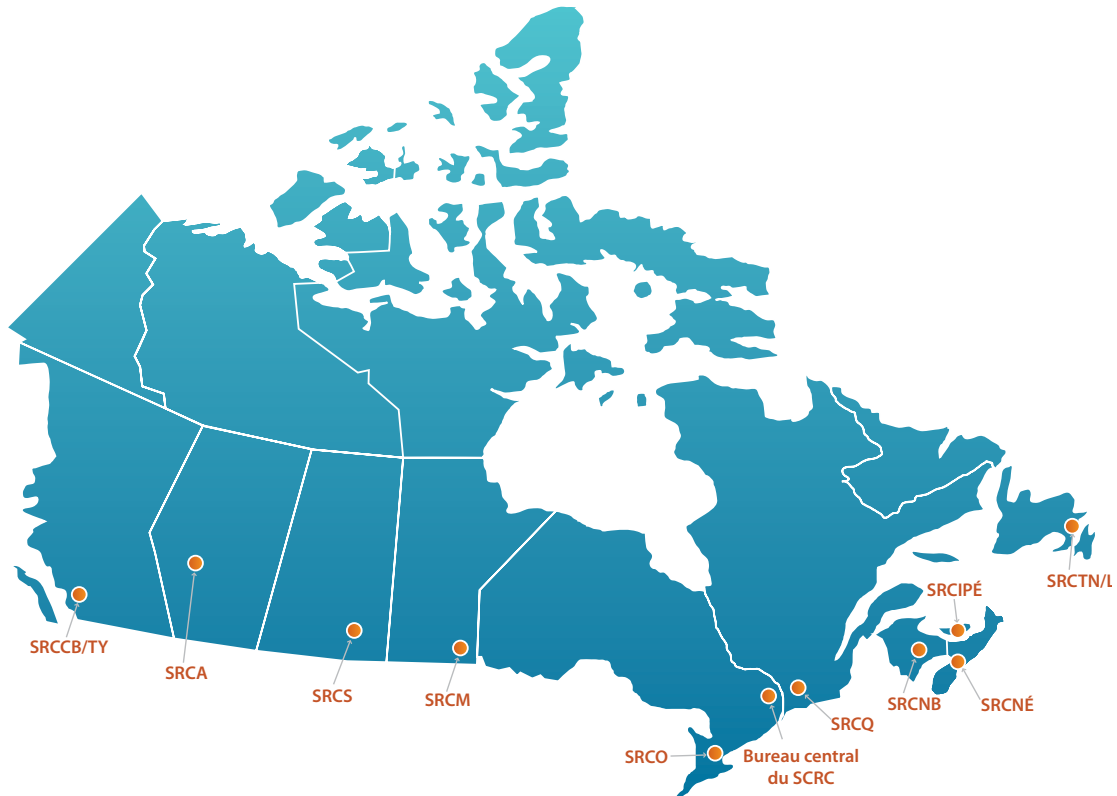 SRCTN/L
SRCIPÉ
SRCCB/TY
SRCA
SRCS
SRCM
SRCNB
SRCNÉ
SRCQ
SRCO
Bureau central
du SCRC